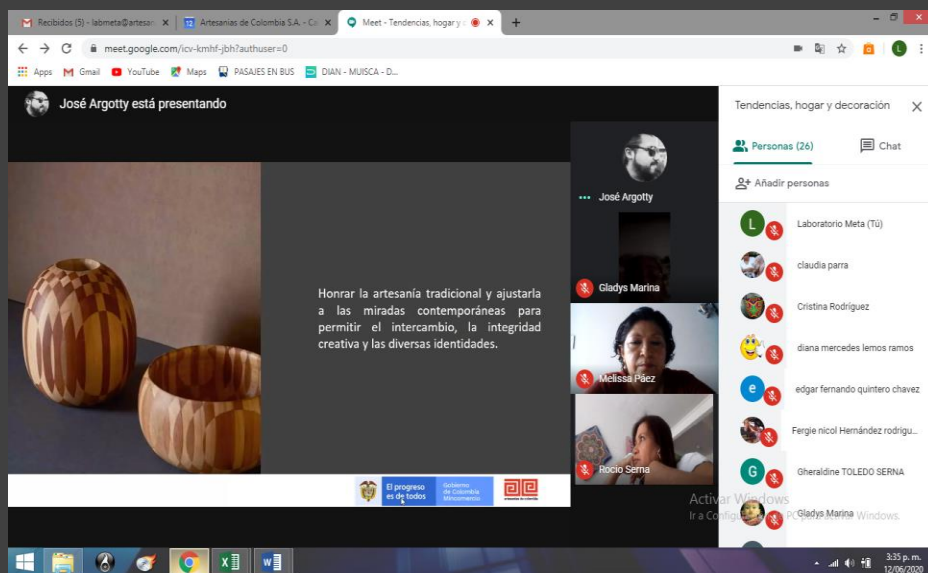 Recibidos (5) - labmeta@artesan
Artesanias de Colombia S.A. - Ca
Meet - Tendencias, hogar y d
meet.google.com/icv-kmhf-jbh?authuser=0
Apps
Gmail
YouTube
Maps
PASAJES EN BUS
DIAN - MUISCA - D...
José Argotty está presentando
Honrar la artesanía tradicional y ajustarla
a las miradas contemporáneas para
permitir el intercambio, la integridad
creativa y las diversas identidades.
El progreso
es de todos
Gobierno
de Colombia
Mincomercio
José Argotty
Gladys Marina
Melissa Páez
Rocio Serna
Tendencias, hogar y decoración
Personas (26)
Chat
Añadir personas
L
Laboratorio Meta (Tú)
claudia parra
Cristina Rodríguez
diana mercedes lemos ramos
e
edgar fernando quintero chavez
Fergie nicol Hernández rodrigu...
G
Gheraldine TOLEDO SERNA
Gladys Marina
Activar Windows
Ir a Windows.
3:35 p. m.
12/06/2020